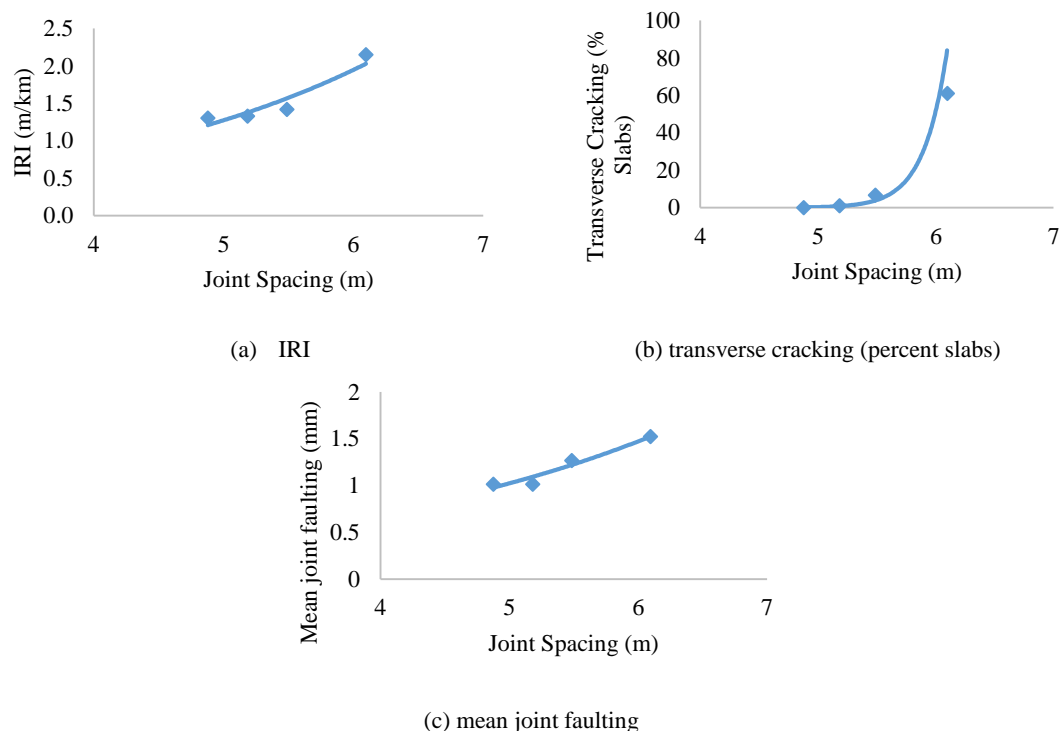 2.5
2.0
1.5
1.0
0.5
0.0
IRI (m/km)
4 5 6 7
Joint Spacing (m)
(a) IRI
100
80
60
40
20
0
Transverse Cracking (%
Slabs)
4 5 6 7
Joint Spacing (m)
(b) transverse cracking (percent slabs)
2
1.5
1
0.5
0
Mean joint faulting (mm)
4 5 6 7
Joint Spacing (m)
(c) mean joint faulting